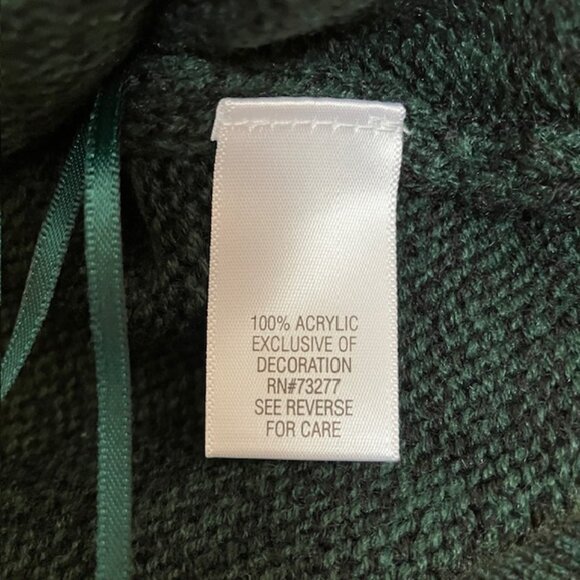 100% ACRYLIC
EXCLUSIVE OF
DECORATION
RN#73277
SEE REVERSE
FOR CARE